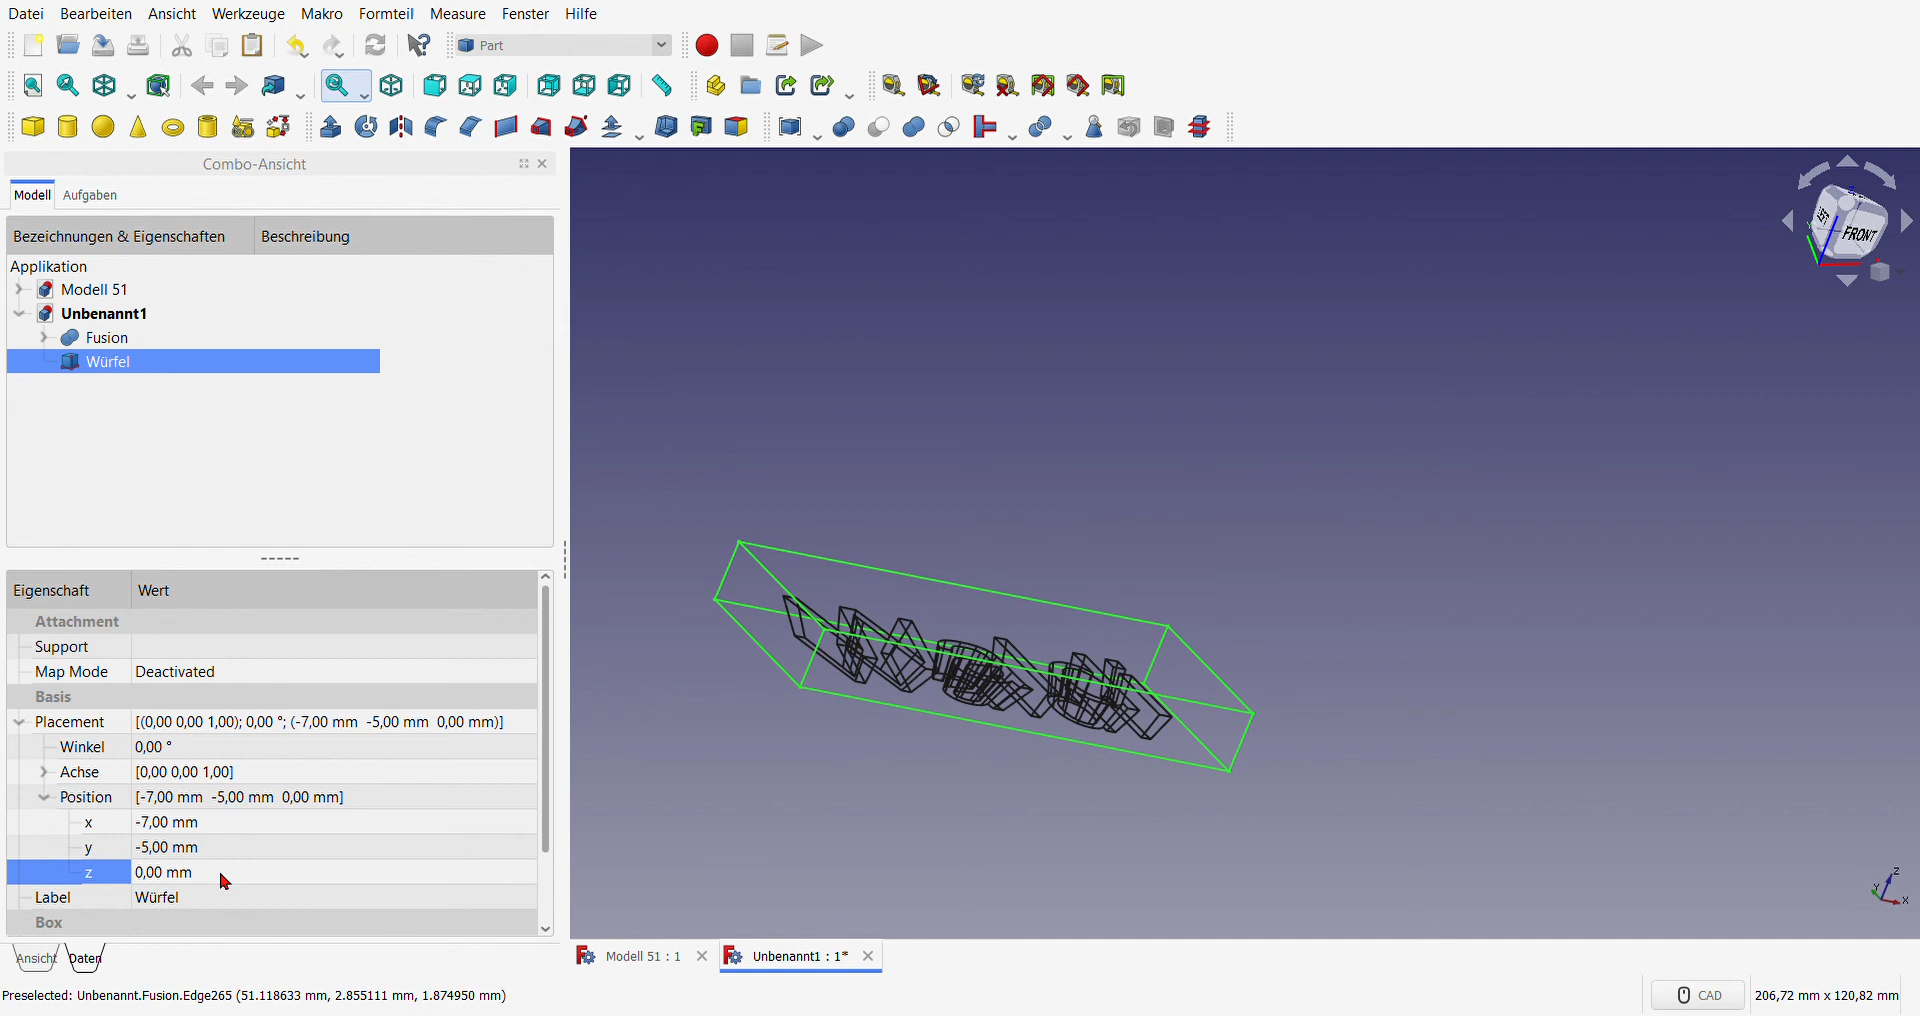 Datei Bearbeiten Ansicht Werkzeuge Makro Formteil Measure Fenster Hilfe
Part
Combo-Ansicht
Modell Aufgaben
Bezeichnungen & Eigenschaften Beschreibung
Applikation
Modell 51
Unbenannt1
Fusion
Würfel
Eigenschaft Wert
Attachment
Support
Map Mode Deactivated
Basis
Placement [(0,00 0,00 1,00); 0,00 °; (-7,00 mm -5,00 mm 0,00 mm)]
Winkel 0,00 °
Achse [0,00 0,00 1,00]
Position [-7,00 mm -5,00 mm 0,00 mm]
x -7,00 mm
y -5,00 mm
z 0,00 mm
Label Würfel
Box
Ansicht Daten
LEFT FRONT
Z
Y
X
Modell 51 : 1 Unbenannt1 : 1*
Preselected: Unbenannt.Fusion.Edge265 (51.118633 mm, 2.855111 mm, 1.874950 mm)
CAD 206,72 mm x 120,82 mm